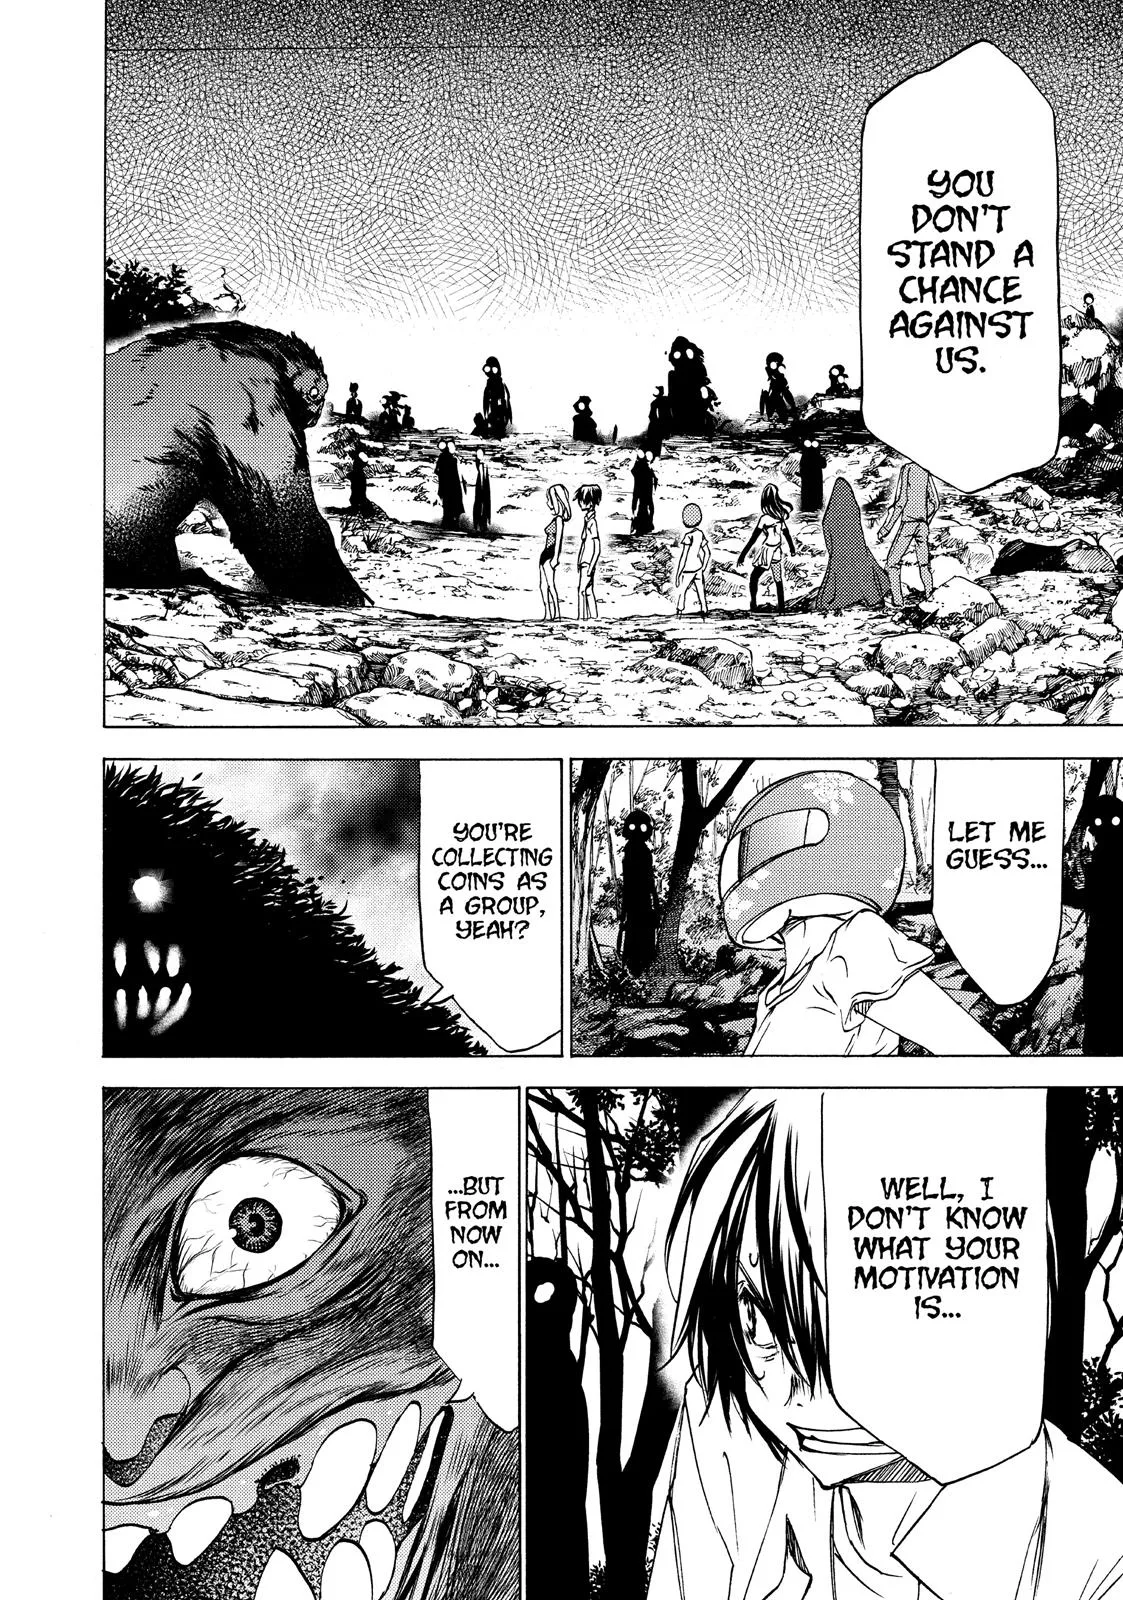 YOU
DON'T
STAND A
CHANCE
AGAINST
US.
LET ME
GUESS...
YOU'RE
COLLECTING
COINS AS
A GROUP,
YEAH?
WELL, I
DON'T KNOW
WHAT YOUR
MOTIVATION
IS...
...BUT
FROM
NOW
ON...